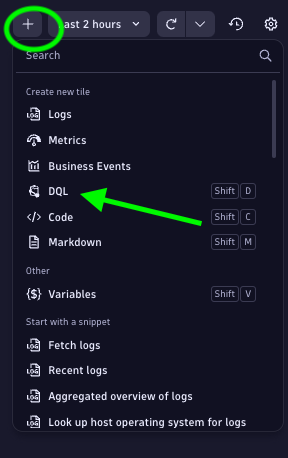 Last 2 hours
Search
Create new tile
Logs
Metrics
Business Events
DQL Shift D
Code Shift C
Markdown Shift M
Other
Variables Shift V
Start with a snippet
Fetch logs
Recent logs
Aggregated overview of logs
Look up host operating system for logs